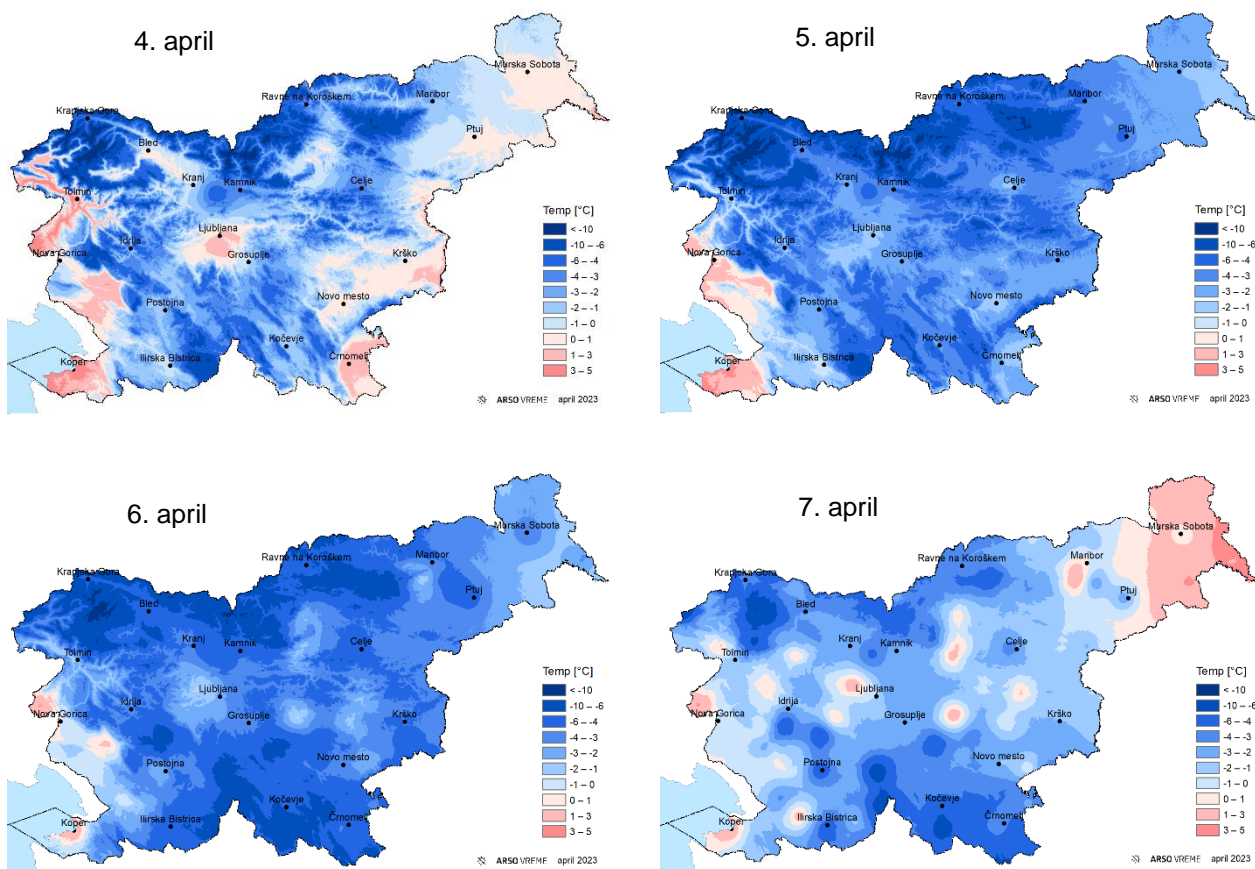 4. april
Murska Sobota
Maribor
Ravne na Koroškem
Kranjska Gora
Ptuj
Bled
Kranj
Kamnik
Celje
Tolmin
Ljubljana
Idrija
Grosuplje
Krško
Nova Gorica
Novo mesto
Postojna
Kočevje
Črnomelj
Ilirska Bistrica
Koper
Temp [°C]
< -10
-10 – -6
-6 – -4
-4 – -3
-3 – -2
-2 – -1
-1 – 0
0 – 1
1 – 3
3 – 5
ARSO VREME april 2023
5. april
Murska Sobota
Maribor
Ravne na Koroškem
Kranjska Gora
Ptuj
Bled
Kranj
Kamnik
Celje
Tolmin
Ljubljana
Idrija
Grosuplje
Krško
Nova Gorica
Novo mesto
Postojna
Kočevje
Črnomelj
Ilirska Bistrica
Koper
Temp [°C]
< -10
-10 – -6
-6 – -4
-4 – -3
-3 – -2
-2 – -1
-1 – 0
0 – 1
1 – 3
3 – 5
ARSO VREME april 2023
6. april
Murska Sobota
Maribor
Ravne na Koroškem
Kranjska Gora
Ptuj
Bled
Kranj
Kamnik
Celje
Tolmin
Ljubljana
Idrija
Grosuplje
Krško
Nova Gorica
Novo mesto
Postojna
Kočevje
Črnomelj
Ilirska Bistrica
Koper
Temp [°C]
< -10
-10 – -6
-6 – -4
-4 – -3
-3 – -2
-2 – -1
-1 – 0
0 – 1
1 – 3
3 – 5
ARSO VREME april 2023
7. april
Murska Sobota
Maribor
Ravne na Koroškem
Kranjska Gora
Ptuj
Bled
Kranj
Kamnik
Celje
Tolmin
Ljubljana
Idrija
Grosuplje
Krško
Nova Gorica
Novo mesto
Postojna
Kočevje
Črnomelj
Ilirska Bistrica
Koper
Temp [°C]
< -10
-10 – -6
-6 – -4
-4 – -3
-3 – -2
-2 – -1
-1 – 0
0 – 1
1 – 3
3 – 5
ARSO VREME april 2023